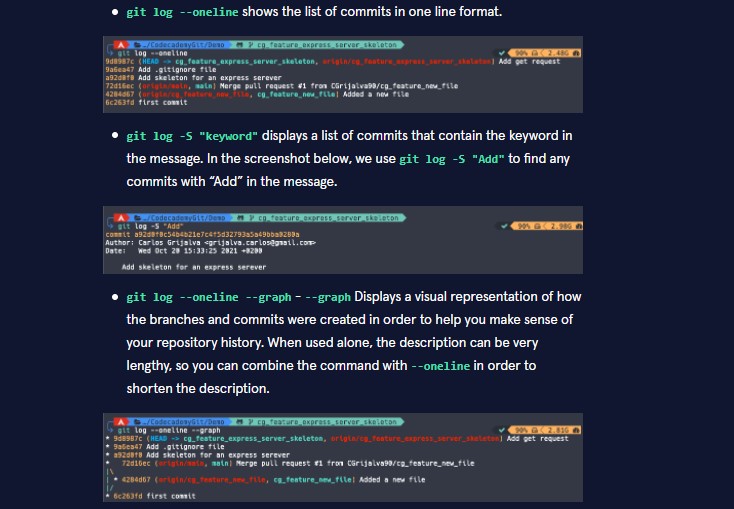 git log --oneline shows the list of commits in one line format.
~/CodecademyGit/Demo cg_feature_express_server_skeleton
git log --oneline 90% 2.48G
9d8987c (HEAD -> cg_feature_express_server_skeleton, origin/cg_feature_express_server_skeleton) Add get request
9a6ea47 Add .gitignore file
a92d0f0 Add skeleton for an express serever
72d16ec (origin/main, main) Merge pull request #1 from CGrijalva90/cg_feature_new_file
4284d67 (origin/cg_feature_new_file, cg_feature_new_file) Added a new file
6c263fd first commit
git log -S "keyword" displays a list of commits that contain the keyword in
the message. In the screenshot below, we use git log -S "Add" to find any
commits with “Add” in the message.
~/CodecademyGit/Demo cg_feature_express_server_skeleton
git log -S "Add" 90% 2.90G
commit a92d0f0c54b4b21e7c4f5d32793a5a49bba0200a
Author: Carlos Grijalva <grijalva.carlos@gmail.com>
Date: Wed Oct 20 15:33:25 2021 +0200
Add skeleton for an express serever
git log --oneline --graph - --graph Displays a visual representation of how
the branches and commits were created in order to help you make sense of
your repository history. When used alone, the description can be very
lengthy, so you can combine the command with --oneline in order to
shorten the description.
~/CodecademyGit/Demo cg_feature_express_server_skeleton
git log --oneline --graph 90% 2.81G
* 9d8987c (HEAD -> cg_feature_express_server_skeleton, origin/cg_feature_express_server_skeleton) Add get request
* 9a6ea47 Add .gitignore file
* a92d0f0 Add skeleton for an express serever
* 72d16ec (origin/main, main) Merge pull request #1 from CGrijalva90/cg_feature_new_file
|\
| * 4284d67 (origin/cg_feature_new_file, cg_feature_new_file) Added a new file
|/
* 6c263fd first commit